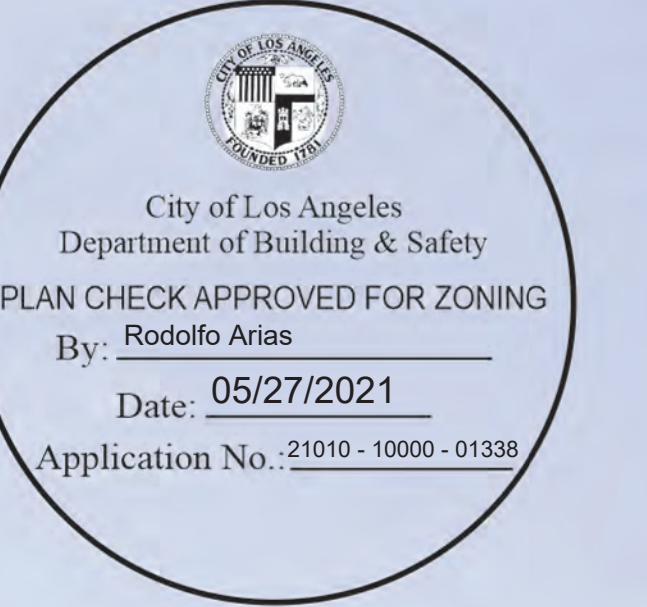 CITY OF LOS ANGELES
FOUNDED 1781
City of Los Angeles
Department of Building & Safety
PLAN CHECK APPROVED FOR ZONING
By: Rodolfo Arias
Date: 05/27/2021
Application No.: 21010 - 10000 - 01338